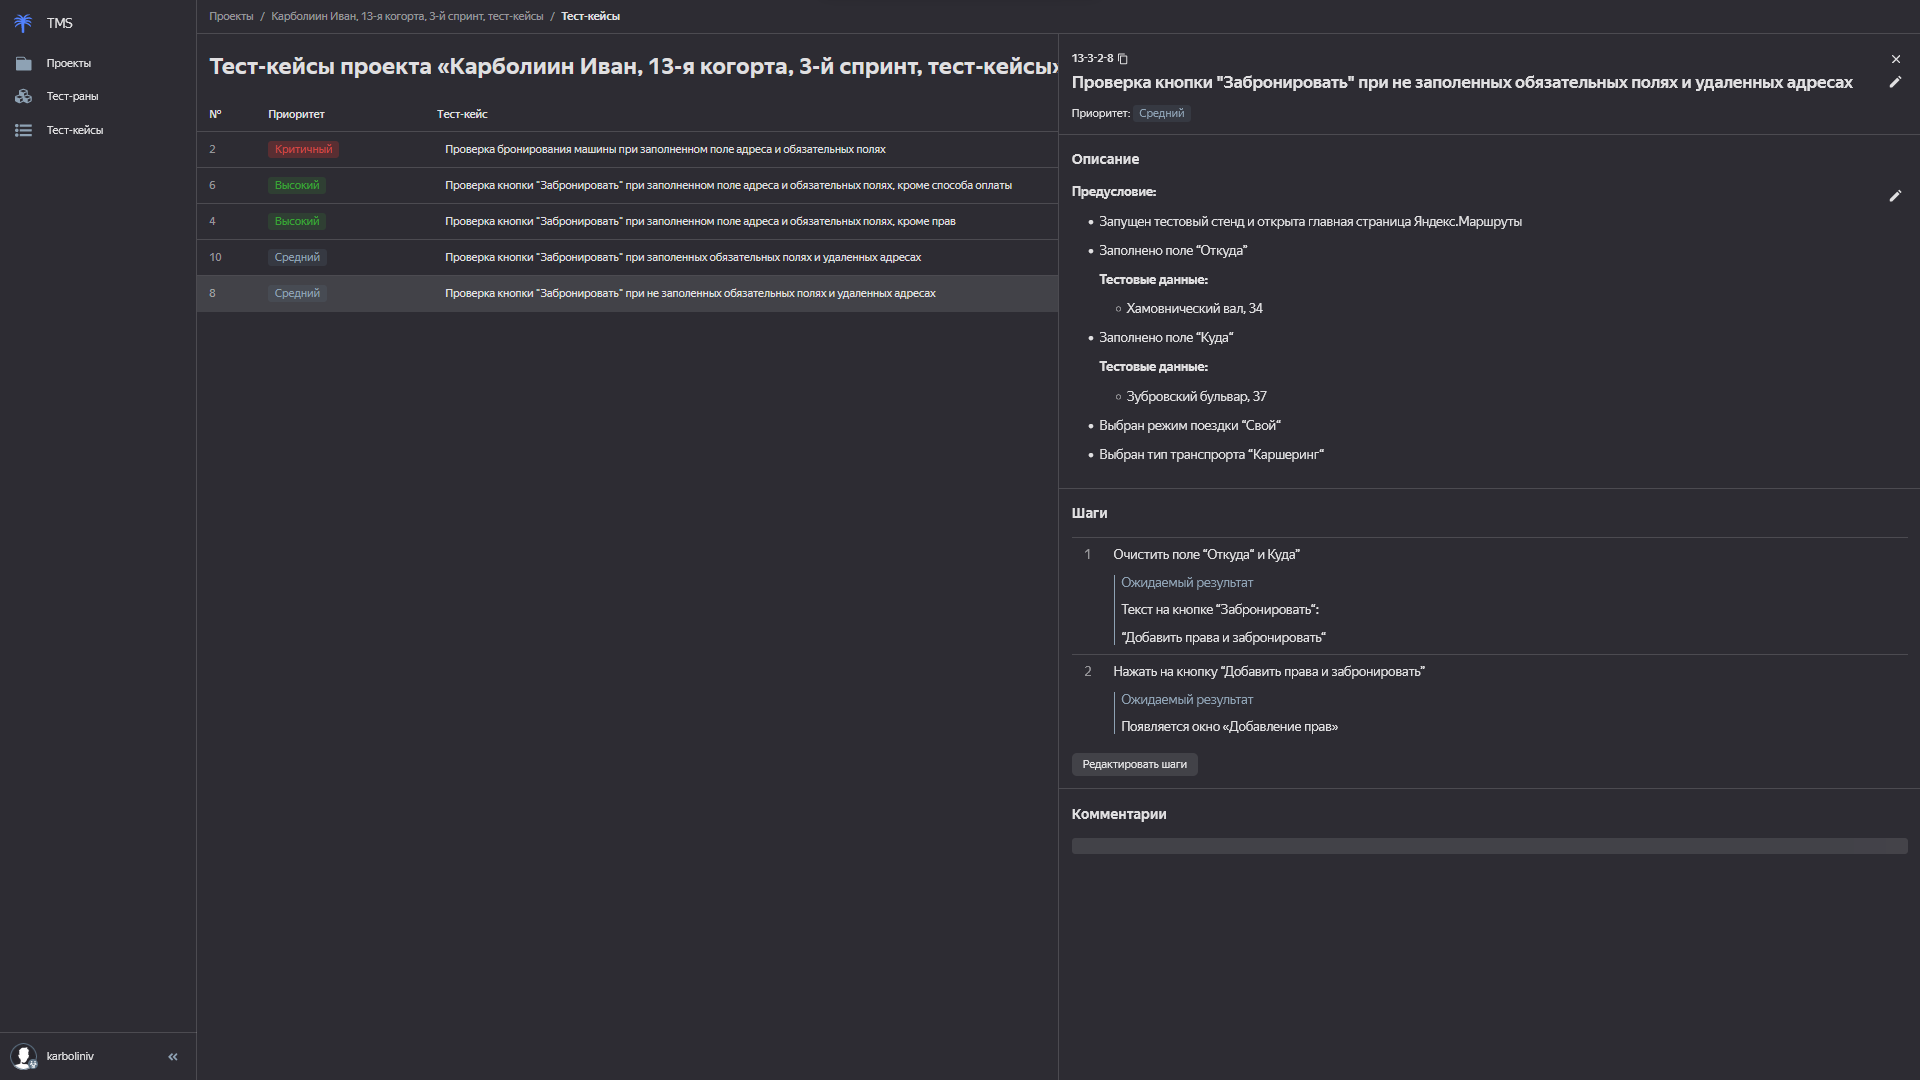 TMS
Проекты
Тест-раны
Тест-кейсы
karboliniv
Проекты / Карболиин Иван, 13-я когорта, 3-й спринт, тест-кейсы / Тест-кейсы
Тест-кейсы проекта «Карболиин Иван, 13-я когорта, 3-й спринт, тест-кейсы»
№ Приоритет Тест-кейс
2 Критичный Проверка бронирования машины при заполненном поле адреса и обязательных полях
6 Высокий Проверка кнопки "Забронировать" при заполненном поле адреса и обязательных полях, кроме способа оплаты
4 Высокий Проверка кнопки "Забронировать" при заполненном поле адреса и обязательных полях, кроме прав
10 Средний Проверка кнопки "Забронировать" при заполенных обязательных полях и удаленных адресах
8 Средний Проверка кнопки "Забронировать" при не заполенных обязательных полях и удаленных адресах
13-3-2-8
Проверка кнопки "Забронировать" при не заполенных обязательных полях и удаленных адресах
Приоритет: Средний
Описание
Предусловие:
• Запущен тестовый стенд и открыта главная страница Яндекс.Маршруты
• Заполнено поле “Откуда”
Тестовые данные:
◦ Хамовнический вал, 34
• Заполнено поле “Куда“
Тестовые данные:
◦ Зубровский бульвар, 37
• Выбран режим поездки “Свой“
• Выбран тип транспрорта “Каршеринг“
Шаги
1 Очистить поле “Откуда“ и Куда”
Ожидаемый результат
Текст на кнопке “Забронировать“:
“Добавить права и забронировать“
2 Нажать на кнопку “Добавить права и забронировать”
Ожидаемый результат
Появляется окно «Добавление прав»
Редактировать шаги
Комментарии